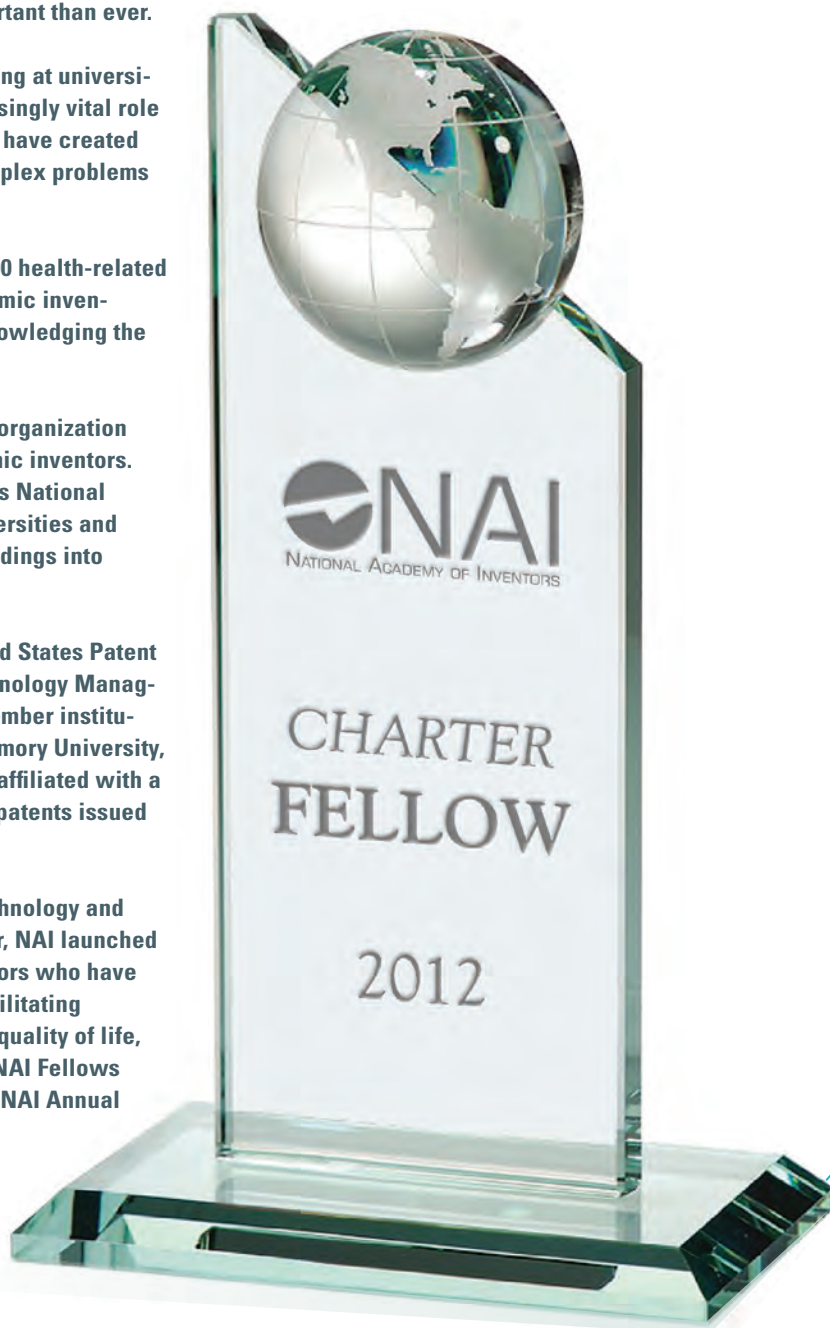 rtant than ever.
ng at universi-
singly vital role
have created
plex problems
0 health-related
mic inven-
owledging the
organization
nic inventors.
s National
ersities and
dings into
d States Patent
nology Manag-
mber institu-
mory University,
affiliated with a
patents issued
hnology and
r, NAI launched
ors who have
ilitating
quality of life,
NAI Fellows
NAI Annual
NAI
NATIONAL ACADEMY OF INVENTORS
CHARTER
FELLOW
2012